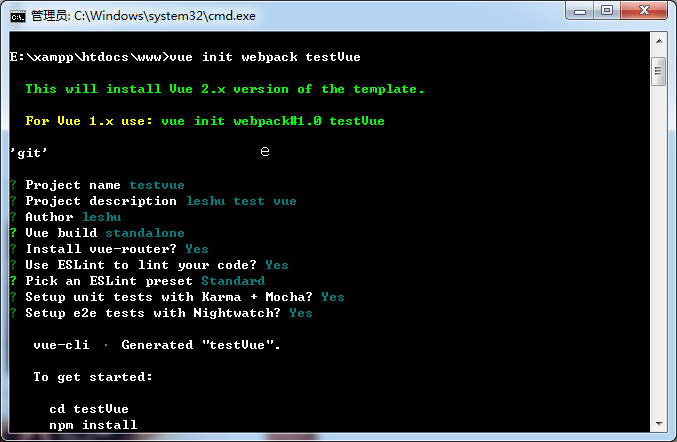 管理员: C:\Windows\system32\cmd.exe
E:\xampp\htdocs\www>vue init webpack testVue
This will install Vue 2.x version of the template.
For Vue 1.x use: vue init webpack#1.0 testVue
'git'
e
? Project name testvue
? Project description leshu test vue
? Author leshu
? Vue build standalone
? Install vue-router? Yes
? Use ESLint to lint your code? Yes
? Pick an ESLint preset Standard
? Setup unit tests with Karma + Mocha? Yes
? Setup e2e tests with Nightwatch? Yes
vue-cli · Generated "testVue".
To get started:
cd testVue
npm install